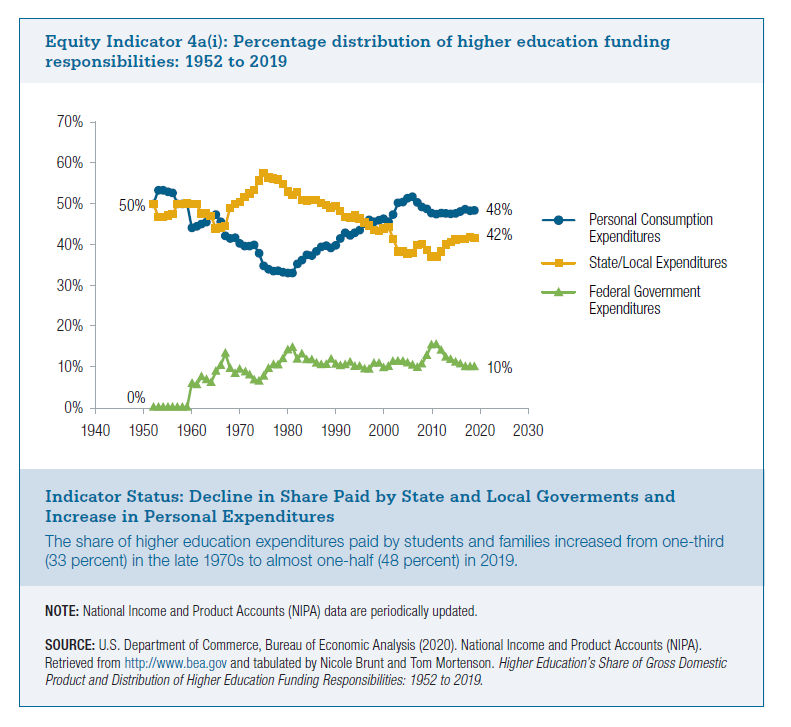 Equity Indicator 4a(i): Percentage distribution of higher education funding
responsibilities: 1952 to 2019
70%
60%
50%
40%
30%
20%
10%
0%
50%
0%
48%
42%
10%
1940 1950 1960 1970 1980 1990 2000 2010 2020 2030
Personal Consumption
Expenditures
State/Local Expenditures
Federal Government
Expenditures
Indicator Status: Decline in Share Paid by State and Local Goverments and
Increase in Personal Expenditures
The share of higher education expenditures paid by students and families increased from one-third
(33 percent) in the late 1970s to almost one-half (48 percent) in 2019.
NOTE: National Income and Product Accounts (NIPA) data are periodically updated.
SOURCE: U.S. Department of Commerce, Bureau of Economic Analysis (2020). National Income and Product Accounts (NIPA).
Retrieved from http://www.bea.gov and tabulated by Nicole Brunt and Tom Mortenson. Higher Education's Share of Gross Domestic
Product and Distribution of Higher Education Funding Responsibilities: 1952 to 2019.